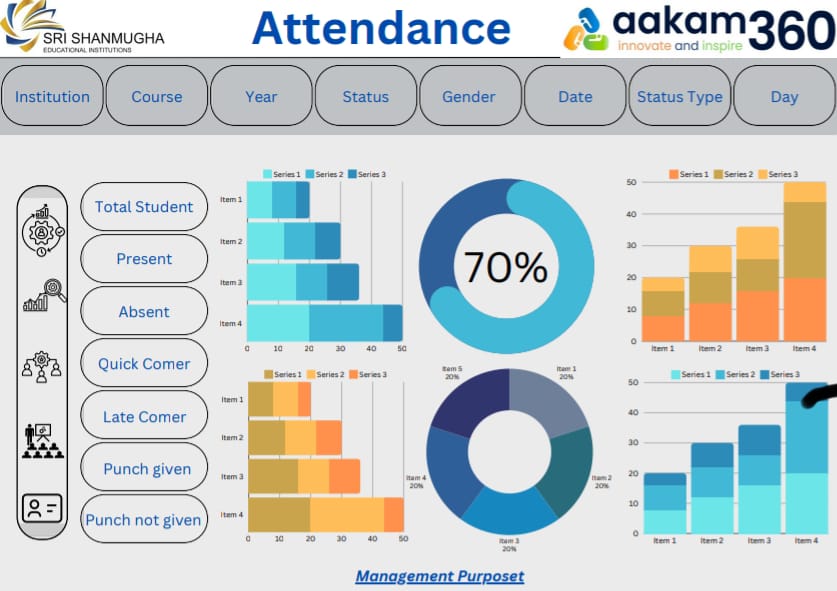 SRI SHANMUGHA
EDUCATIONAL INSTITUTIONS
Attendance
aakam360
innovate and inspire
Institution
Course
Year
Status
Gender
Date
Status Type
Day
Total Student
Present
Absent
Quick Comer
Late Comer
Punch given
Punch not given
Series 1 Series 2 Series 3
Item 1
Item 2
Item 3
Item 4
0 10 20 30 40 50
70%
Series 1 Series 2 Series 3
50
40
30
20
10
0
Item 1 Item 2 Item 3 Item 4
Series 1 Series 2 Series 3
Item 1
Item 2
Item 3
Item 4
0 10 20 30 40 50
Item 5
20%
Item 1
20%
Item 4
20%
Item 2
20%
Item 3
20%
Series 1 Series 2 Series 3
50
40
30
20
10
0
Item 1 Item 2 Item 3 Item 4
Management Purposet